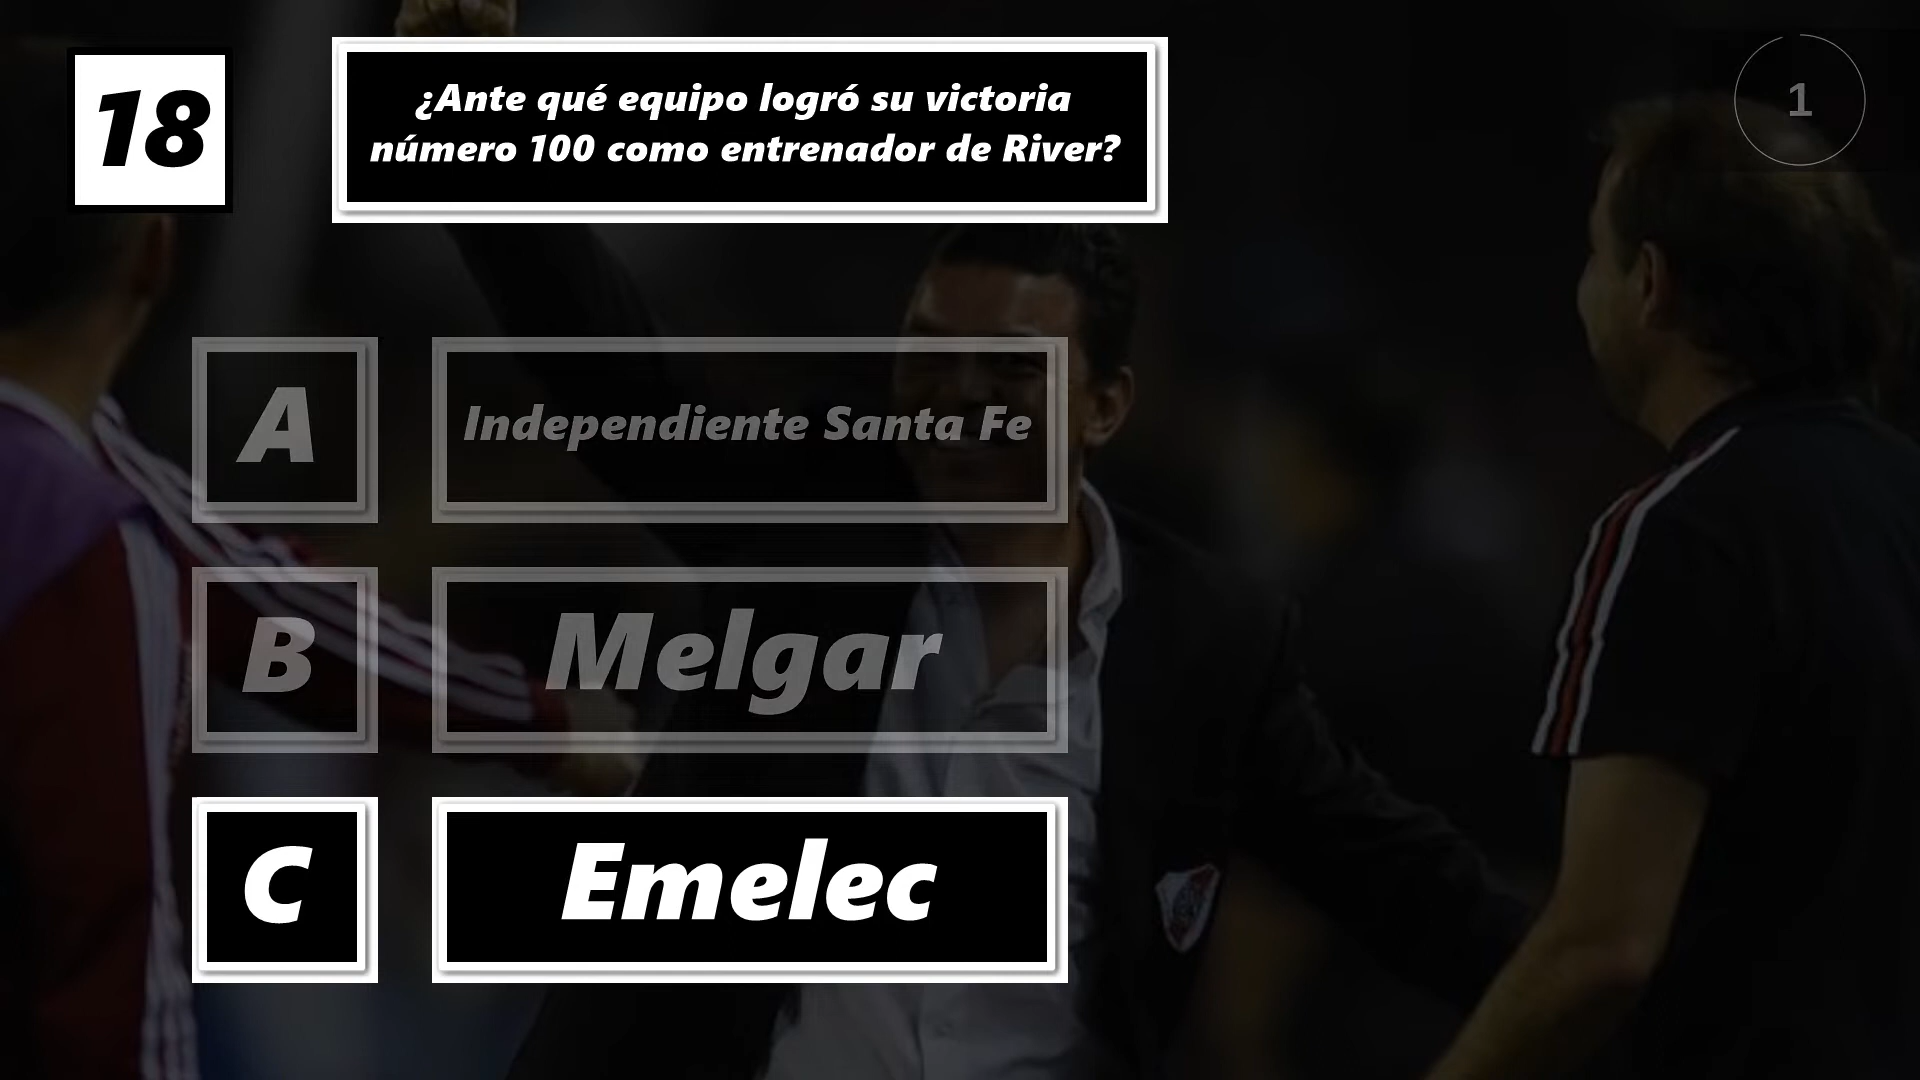 18
¿Ante qué equipo logró su victoria
número 100 como entrenador de River?
1
A
Independiente Santa Fe
B
Melgar
C
Emelec